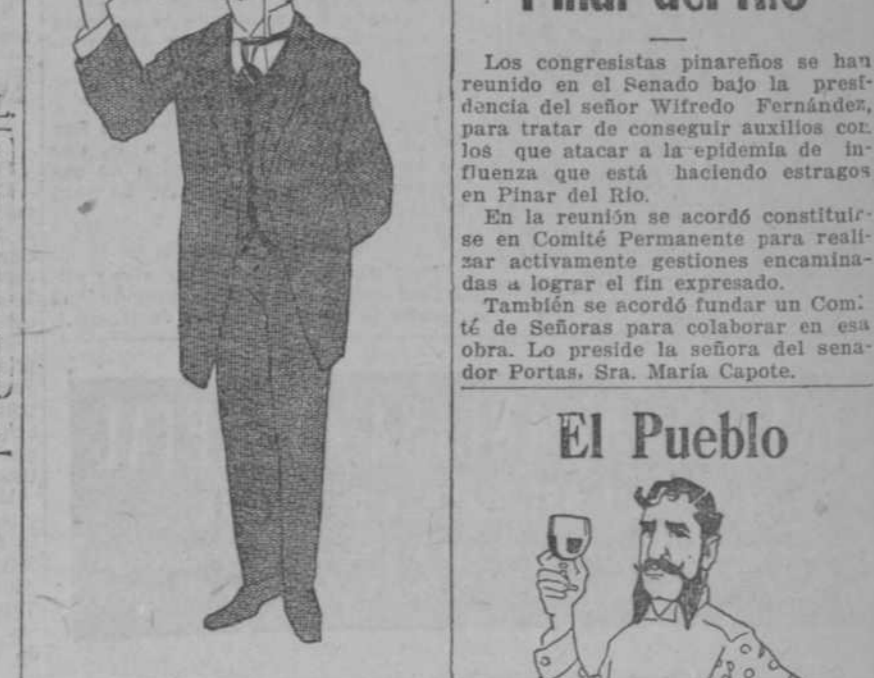 Pinar del Río
Los congresistas pinareños se han
reunido en el Senado bajo la presi-
dencia del señor Wifredo Fernández,
para tratar de conseguir auxilios con
los que atacar a la epidemia de in-
fluenza que está haciendo estragos
en Pinar del Rio.
En la reunión se acordó constituir-
se en Comité Permanente para reali-
zar activamente gestiones encamina-
das a lograr el fin expresado.
También se acordó fundar un Comi
té de Señoras para colaborar en esa
obra. Lo preside la señora del sena-
dor Portas, Sra. María Capote.
El Pueblo